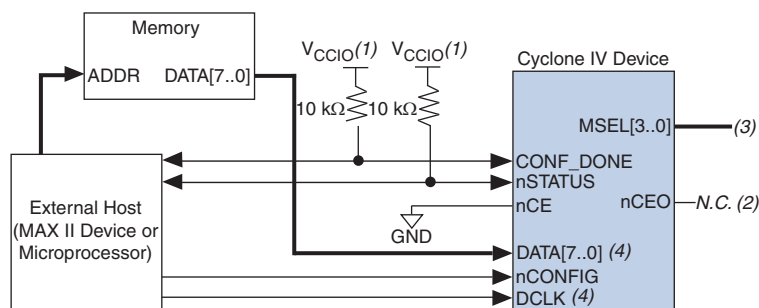 Memory
ADDR DATA[7..0]
VCCIO(1) VCCIO(1)
10 kΩ 10 kΩ
Cyclone IV Device
MSEL[3..0] (3)
CONF_DONE
nSTATUS
nCE
nCEO N.C. (2)
GND
External Host
(MAX II Device or
Microprocessor)
DATA[7..0] (4)
nCONFIG
DCLK (4)